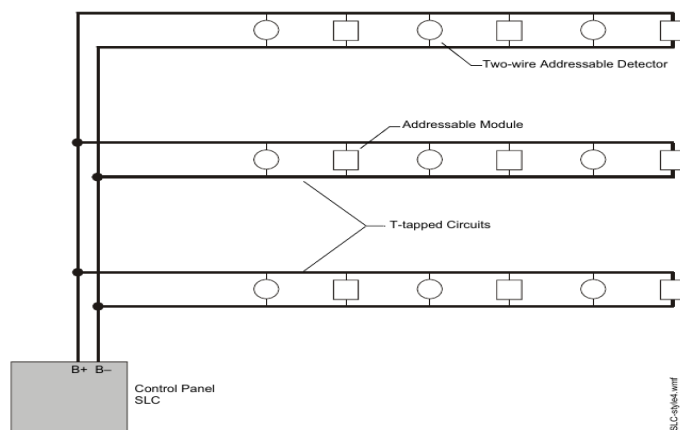 Two-wire Addressable Detector
Addressable Module
T-tapped Circuits
B+ B–
Control Panel
SLC
SLC-style4.wmf